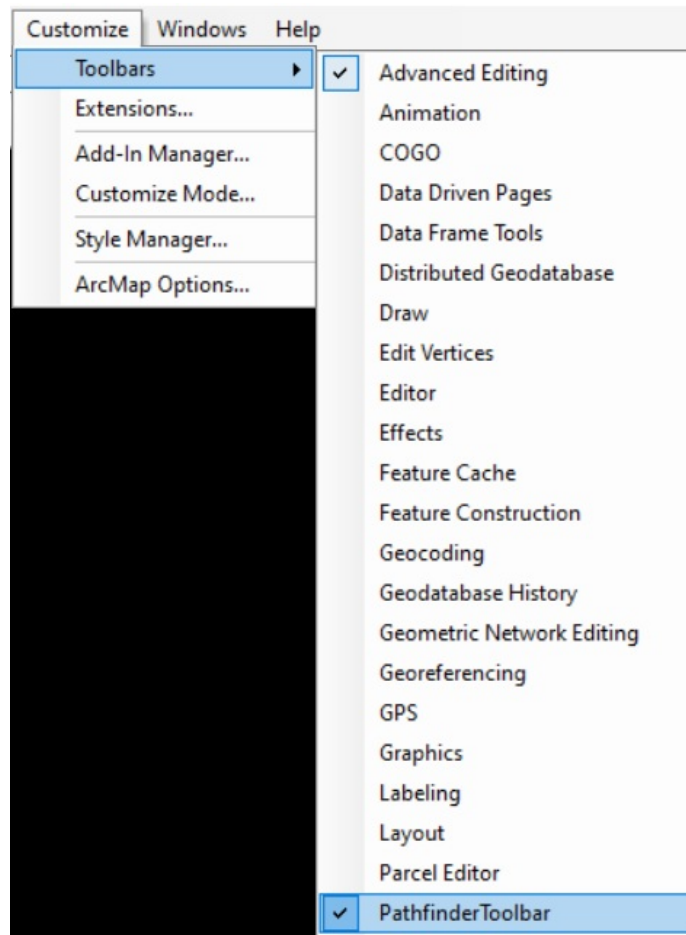 Customize Windows Help
Toolbars
Extensions...
Add-In Manager...
Customize Mode...
Style Manager...
ArcMap Options...
Advanced Editing
Animation
COGO
Data Driven Pages
Data Frame Tools
Distributed Geodatabase
Draw
Edit Vertices
Editor
Effects
Feature Cache
Feature Construction
Geocoding
Geodatabase History
Geometric Network Editing
Georeferencing
GPS
Graphics
Labeling
Layout
Parcel Editor
PathfinderToolbar